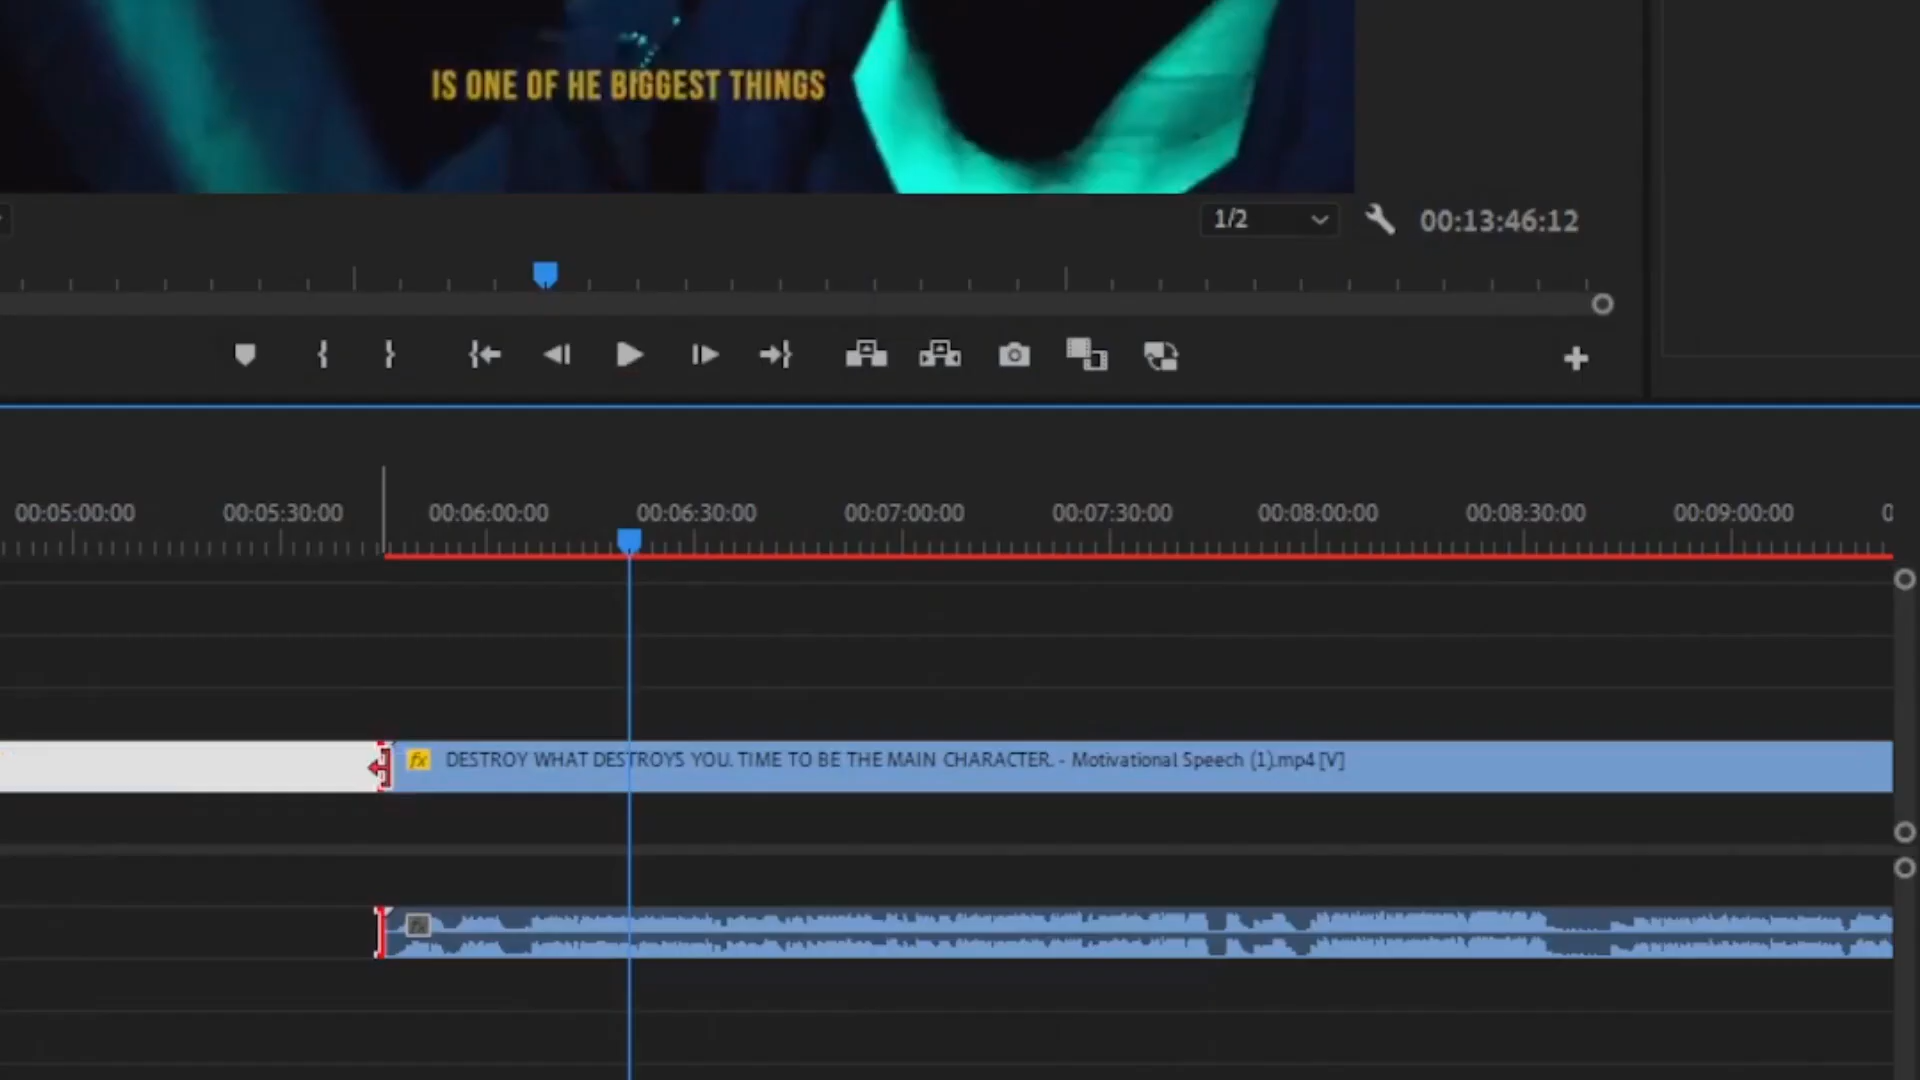 IS ONE OF HE BIGGEST THINGS
1/2
00:13:46:12
00:05:00:00 00:05:30:00 00:06:00:00 00:06:30:00 00:07:00:00 00:07:30:00 00:08:00:00 00:08:30:00 00:09:00:00 0
fx DESTROY WHAT DESTROYS YOU. TIME TO BE THE MAIN CHARACTER. - Motivational Speech (1).mp4 [V]
fx